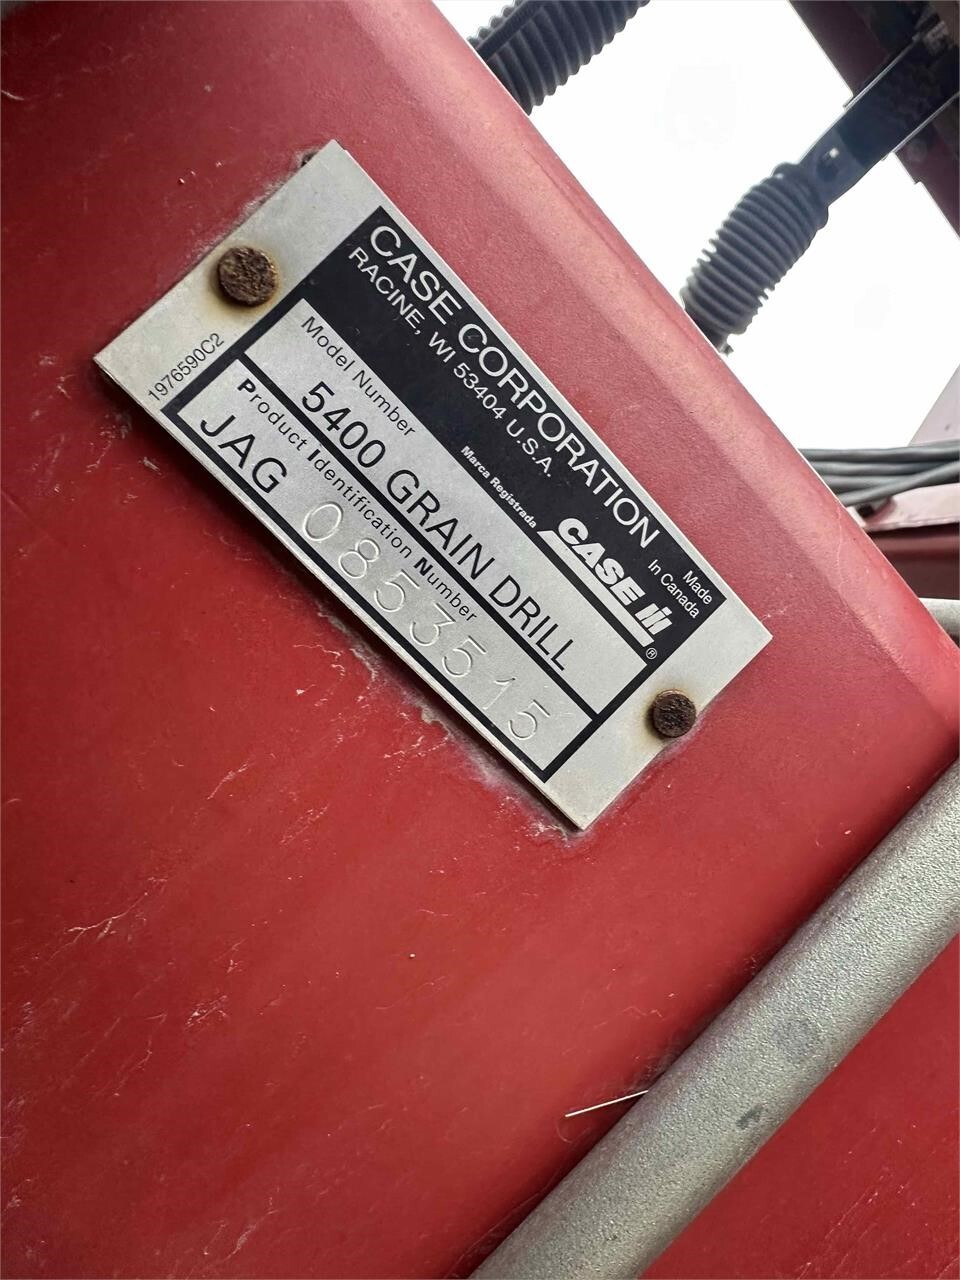 CASE CORPORATION
RACINE, WI 53404 U.S.A.
Marca Registrada
CASE IH ®
Made
In Canada
Model Number
5400 GRAIN DRILL
Product Identification Number
JAG 0853515
1976590C2